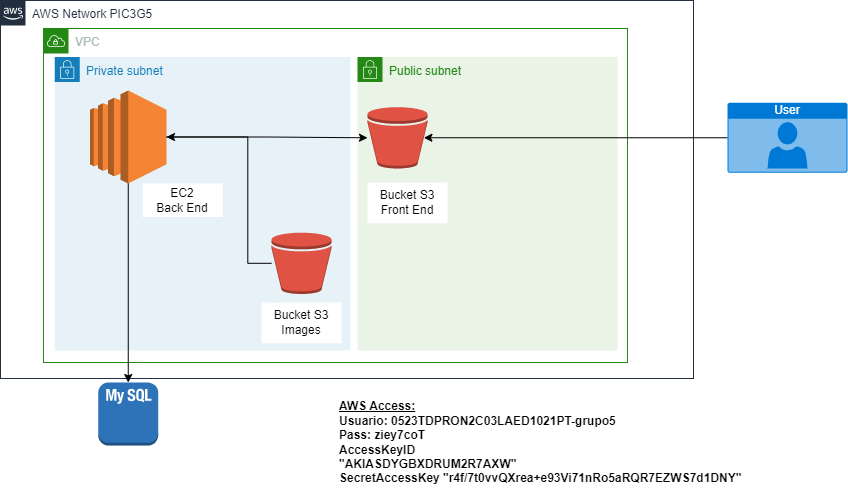 aws
AWS Network PIC3G5
VPC
Private subnet
Public subnet
User
EC2
Back End
Bucket S3
Front End
Bucket S3
Images
My SQL
AWS Access:
Usuario: 0523TDPRON2C03LAED1021PT-grupo5
Pass: ziey7coT
AccessKeyID
"AKIASDYGBXDRUM2R7AXW"
SecretAccessKey "r4f/7t0vvQXrea+e93Vi71nRo5aRQR7EZWS7d1DNY"